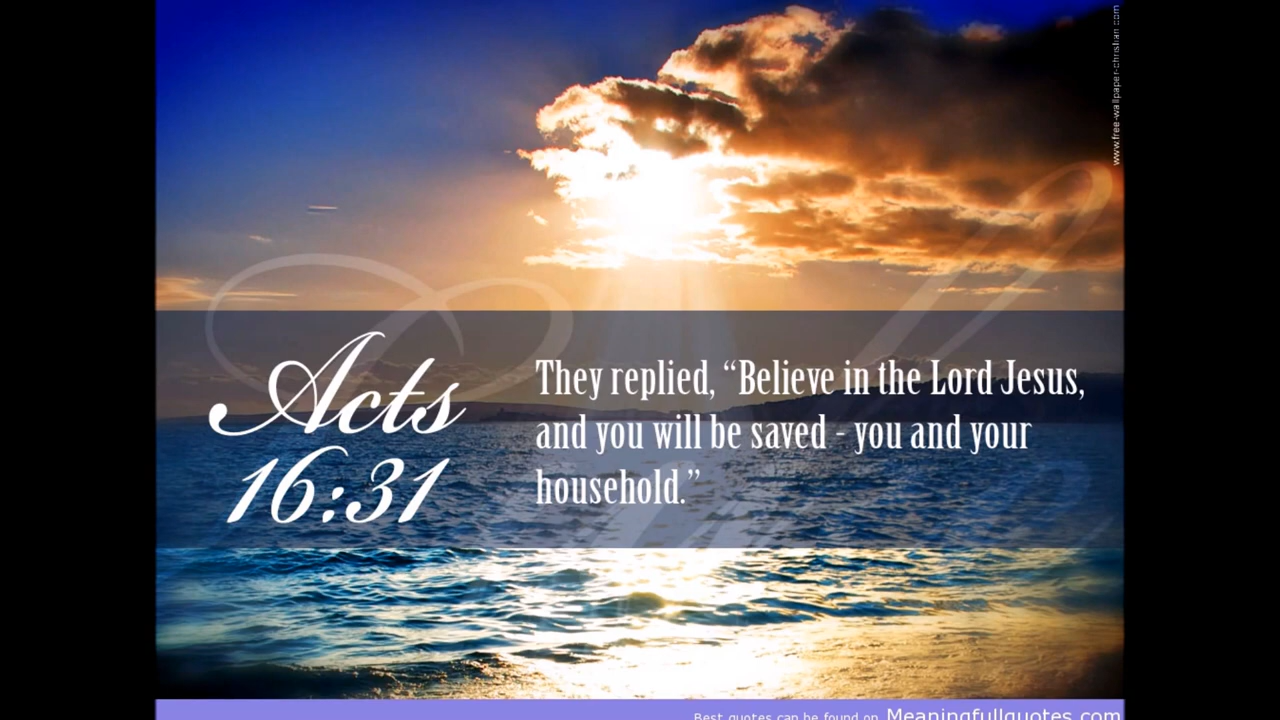 www.free-wallpaper-christian.com
Acts
16:31
They replied, “Believe in the Lord Jesus,
and you will be saved - you and your
household.”
Best quotes can be found on Meaningfullquotes.com